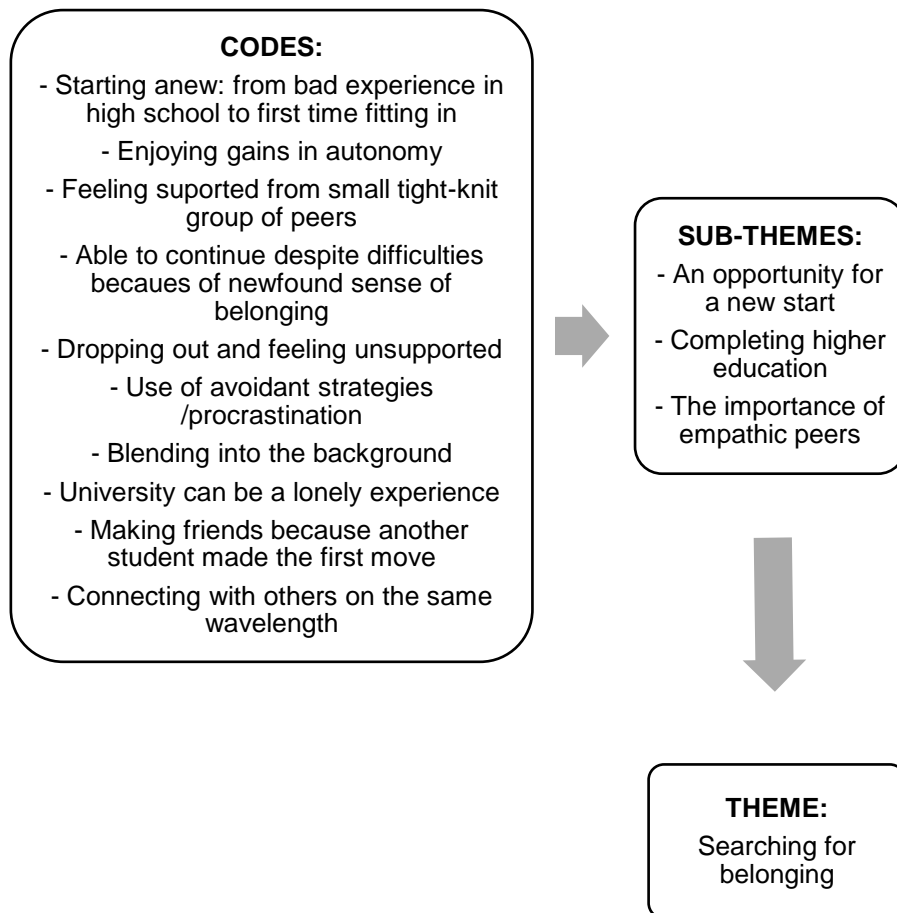 CODES:
- Starting anew: from bad experience in
high school to first time fitting in
- Enjoying gains in autonomy
- Feeling suported from small tight-knit
group of peers
- Able to continue despite difficulties
becaues of newfound sense of
belonging
- Dropping out and feeling unsupported
- Use of avoidant strategies
/procrastination
- Blending into the background
- University can be a lonely experience
- Making friends because another
student made the first move
- Connecting with others on the same
wavelength
SUB-THEMES:
- An opportunity for
a new start
- Completing higher
education
- The importance of
empathic peers
THEME:
Searching for
belonging